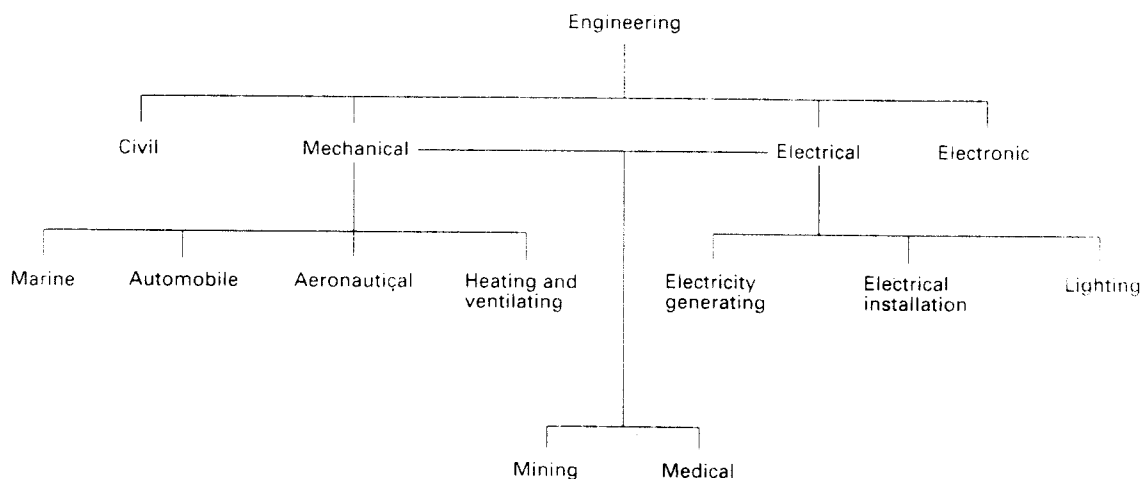 Engineering
Civil
Mechanical
Electrical
Electronic
Marine
Automobile
Aeronautical
Heating and
ventilating
Electricity
generating
Electrical
installation
Lighting
Mining
Medical